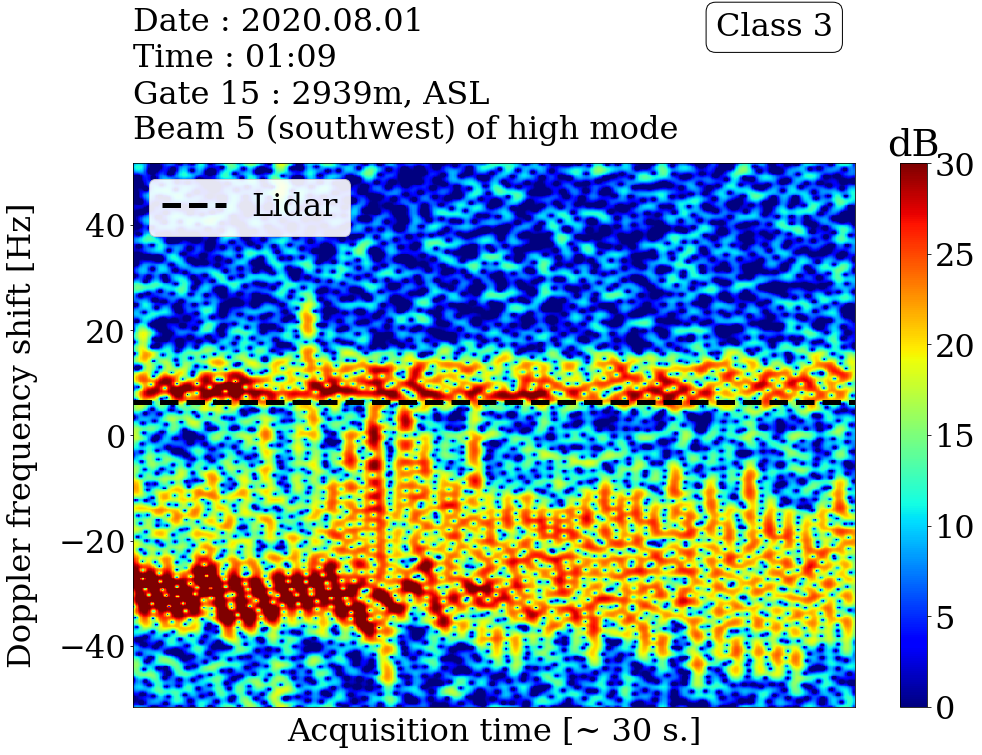 Date : 2020.08.01
Time : 01:09
Gate 15 : 2939m, ASL
Beam 5 (southwest) of high mode
Class 3
dB
Lidar
Doppler frequency shift [Hz]
40
20
0
−20
−40
Acquisition time [~ 30 s.]
30
25
20
15
10
5
0